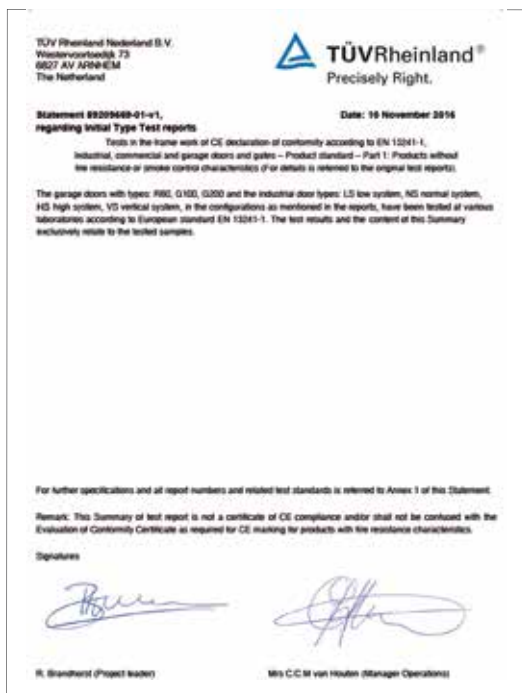 TÜV Rheinland Nederland B.V.
Westervoortsedijk 73
6827 AV ARNHEM
The Netherland
TÜVRheinland®
Precisely Right.
Statement 89209669-01-v1,
regarding Initial Type Test reports
Date: 10 November 2016
Tests in the frame work of CE declaration of conformity according to EN 13241-1,
Industrial, commercial and garage doors and gates – Product standard – Part 1: Products without
fire resistance or smoke control characteristics (For details is referred to the original test reports).
The garage doors with types: R60, G100, G200 and the industrial door types: LS low system, NS normal system,
HS high system, VS vertical system, in the configurations as mentioned in the reports, have been tested at various
laboratories according to European standard EN 13241-1. The test results and the content of this Summary
exclusively relate to the tested samples.
For further specifications and all report numbers and related test standards is referred to Annex 1 of this Statement.
Remark: This Summary of test report is not a certificate of CE compliance and/or shall not be confused with the
Evaluation of Conformity Certificate as required for CE marking for products with fire resistance characteristics.
Signatures
R. Brandhorst (Project leader)
Mrs C.C.M van Houten (Manager Operations)